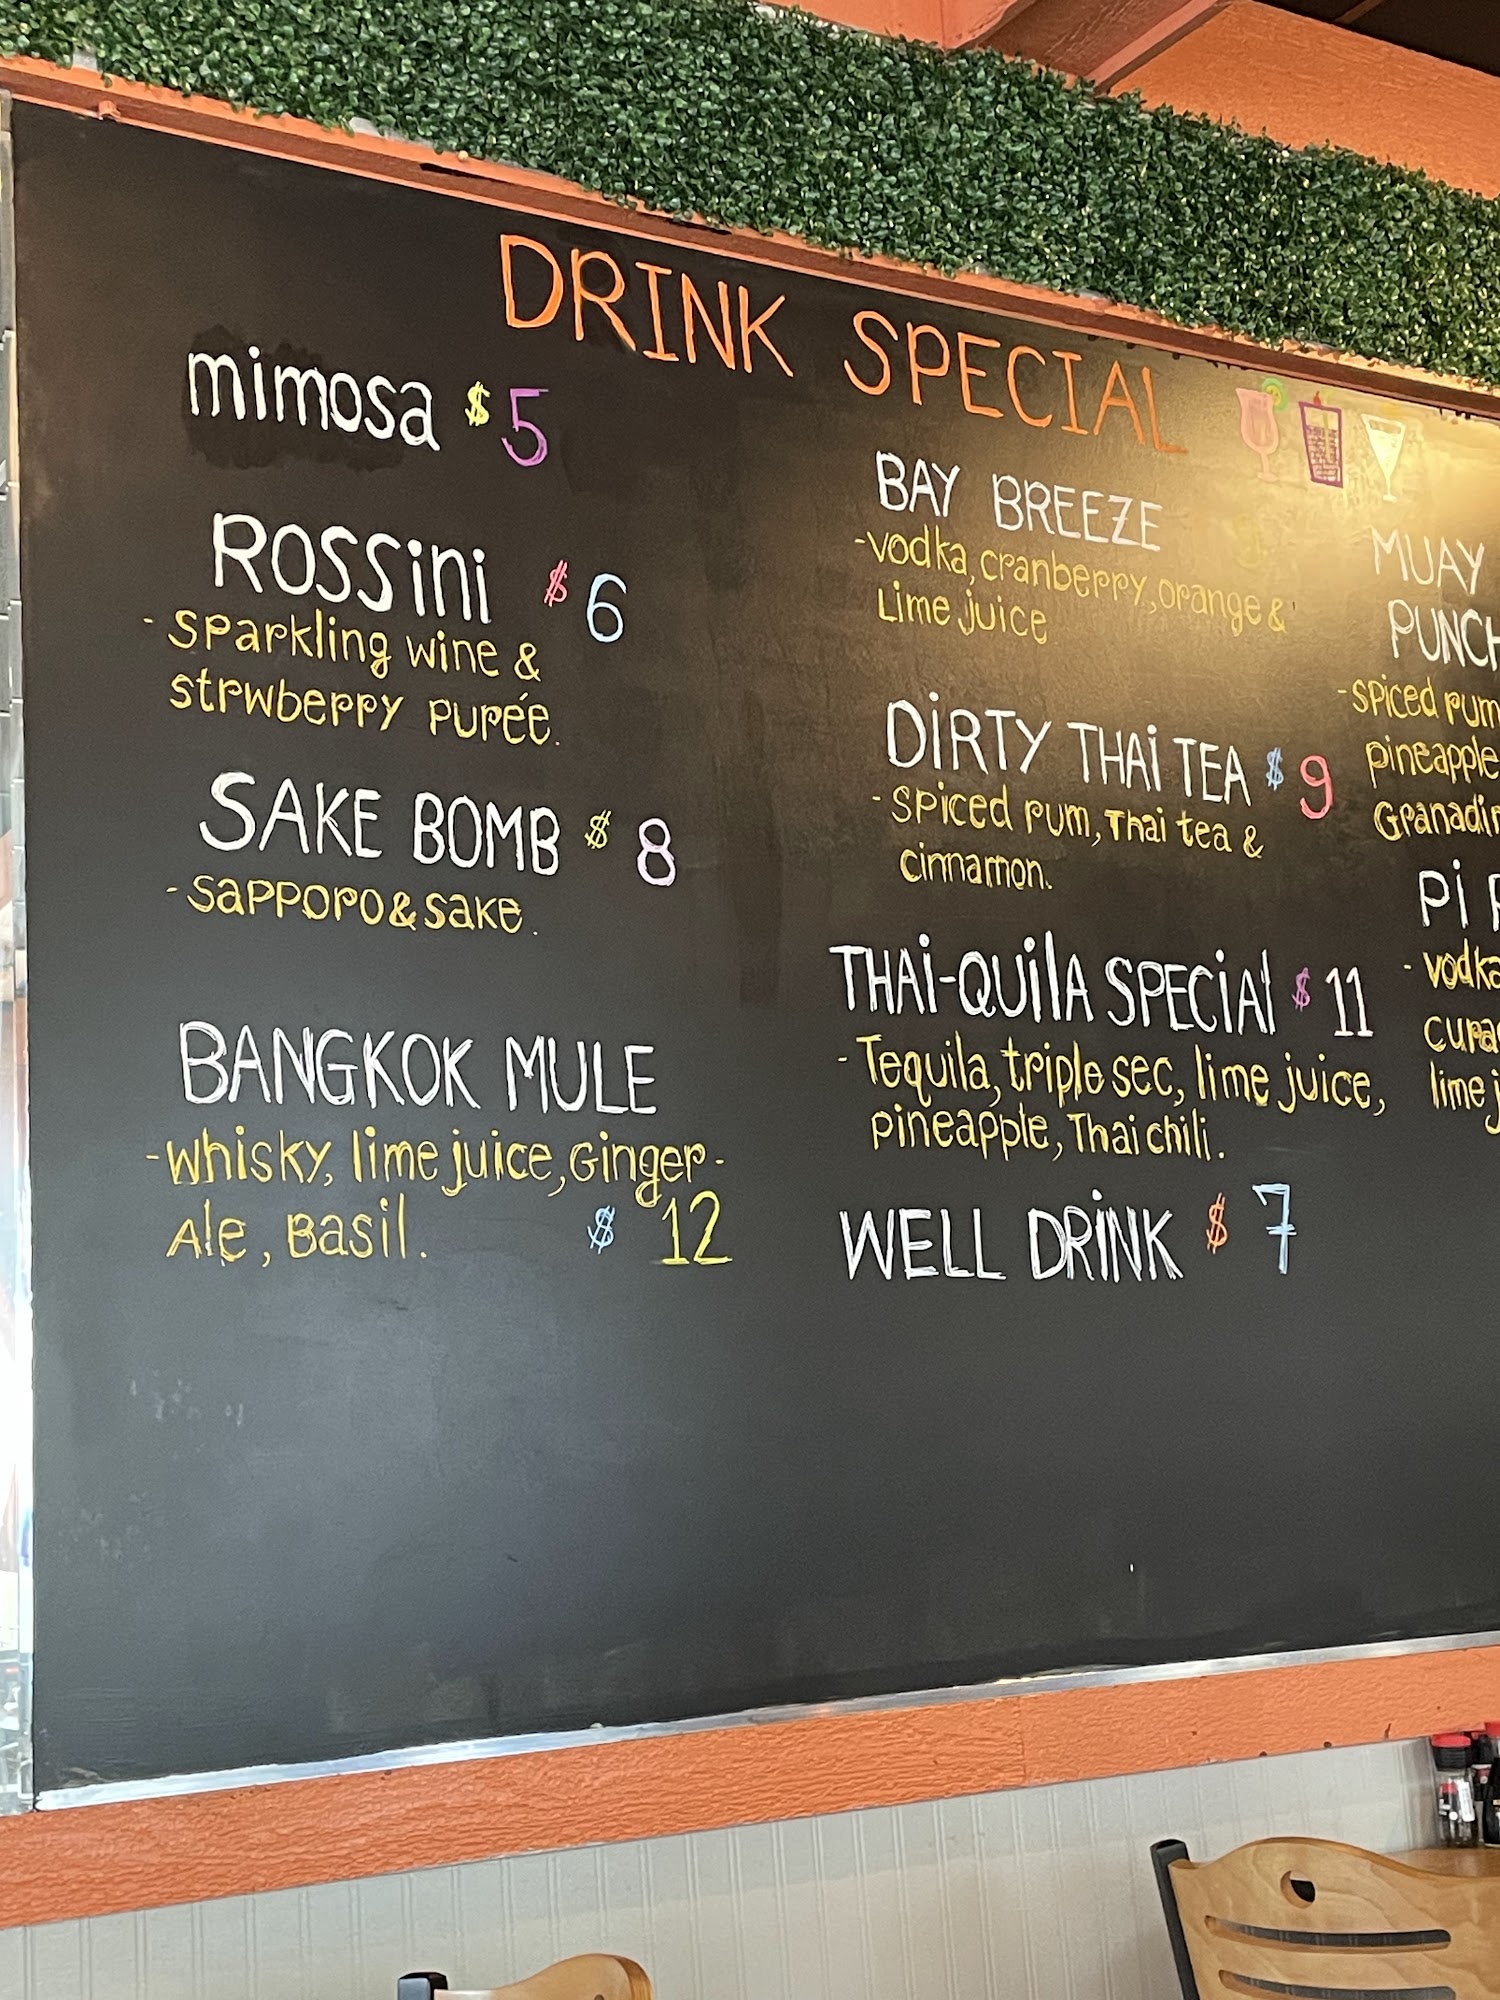 DRINK SPECIAL
mimosa $5
ROSSini $6
- sparkling wine &
strwberry purée.
SAKE BOMB $8
- sapporo & sake.
BANGKOK MULE
- whisky, lime juice, Ginger-
Ale, Basil. $12
BAY BREEZE
- vodka, cranberry, orange &
Lime juice
DiRTY THAi TEA $9
- spiced rum, Thai tea &
cinnamon.
THAi-QUilA SPECiAl $11
- Tequila, triple sec, lime juice,
pineapple, Thai chili.
WELL DRiNK $7
MUAY
PUNCH
- spiced rum
pineapple
Pi
- vodka
lime